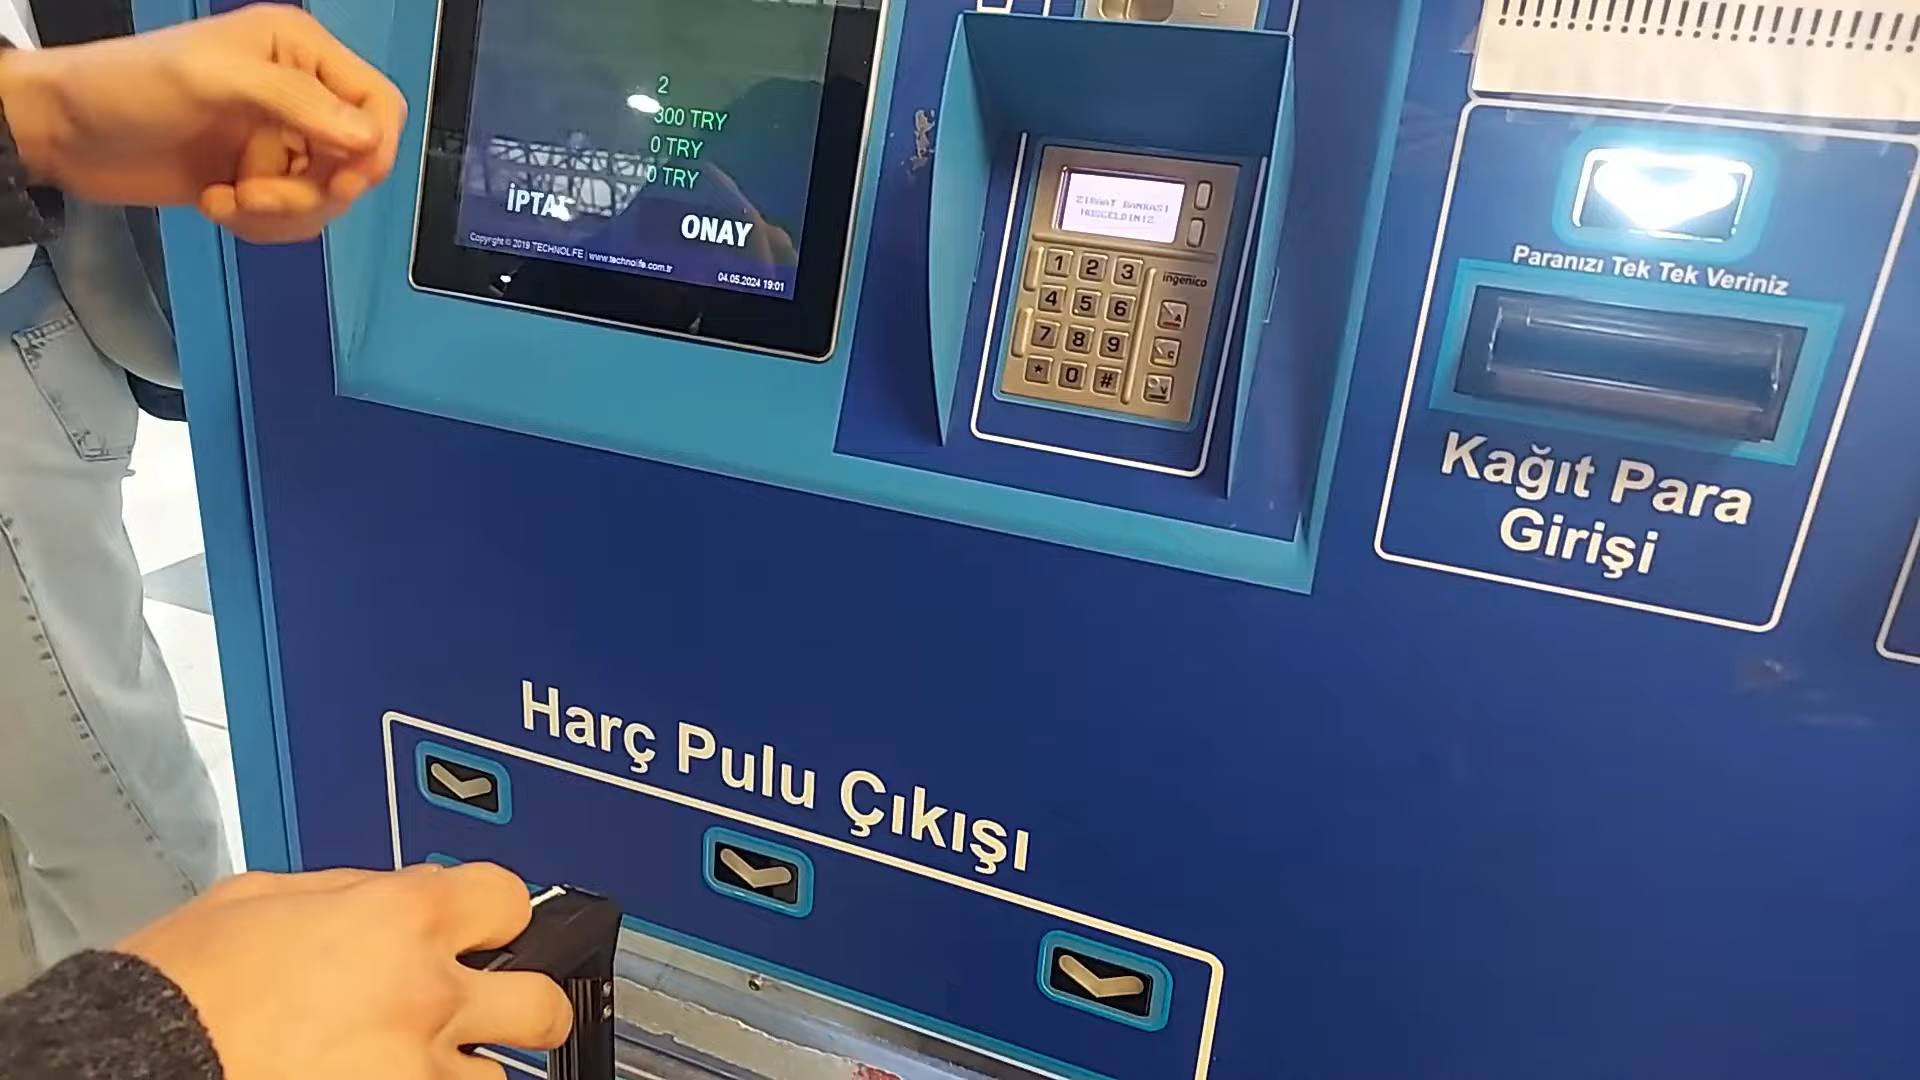 2
300 TRY
0 TRY
0 TRY
İPTAL
ONAY
Copyright © 2019 TECHNOLIFE | www.technolife.com.tr
04.05.2024 19:01
ZİRAAT BANKASI
HOSGELDINIZ
1 2 3
4 5 6
7 8 9
* 0 #
ingenico
A
C
V
Paranızı Tek Tek Veriniz
Kağıt Para
Girişi
Harç Pulu Çıkışı